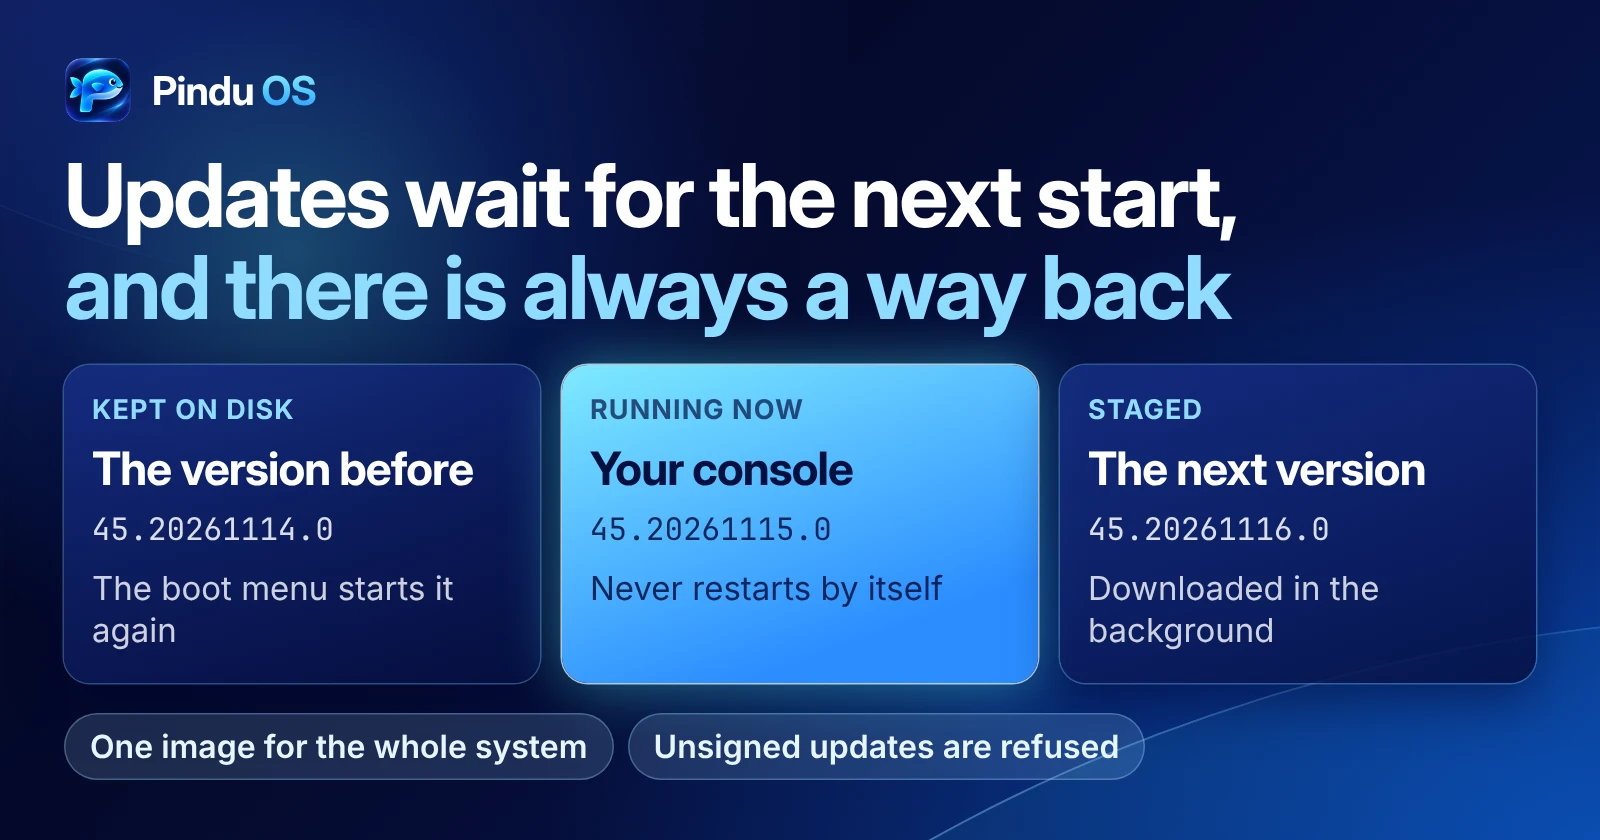 Pindu OS
Updates wait for the next start,
and there is always a way back
KEPT ON DISK
The version before
45.20261114.0
The boot menu starts it
again
RUNNING NOW
Your console
45.20261115.0
Never restarts by itself
STAGED
The next version
45.20261116.0
Downloaded in the
background
One image for the whole system
Unsigned updates are refused